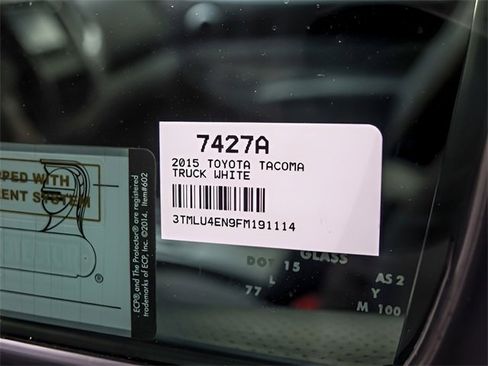 7427A
2015 TOYOTA TACOMA
TRUCK WHITE
3TMLU4EN9FM191114
PPED WITH
ENT SYSTEM
®
ECP® and The Protector® are registered
trademarks of ECP, Inc. ©2014. Item#602
GLASS
DOT 15
L AS 2
77 Y
M 100